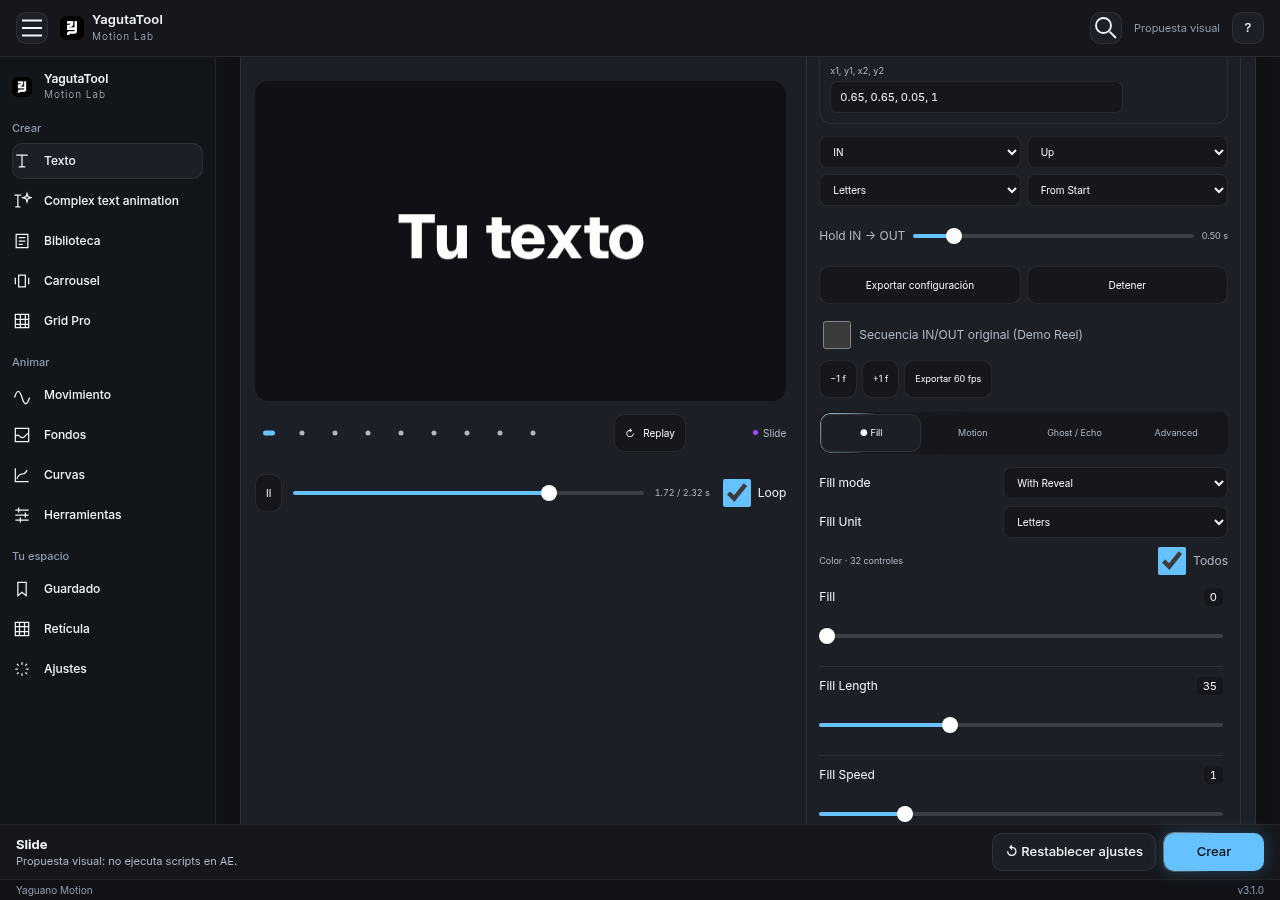 YagutaTool
Motion Lab
Propuesta visual
?
YagutaTool
Motion Lab
Crear
Texto
Complex text animation
Biblioteca
Carrousel
Grid Pro
Animar
Movimiento
Fondos
Curvas
Herramientas
Tu espacio
Guardado
Retícula
Ajustes
Tu texto
Replay
Slide
1.72 / 2.32 s
Loop
x1, y1, x2, y2
0.65, 0.65, 0.05, 1
IN
Up
Letters
From Start
Hold IN → OUT
0.50 s
Exportar configuración
Detener
Secuencia IN/OUT original (Demo Reel)
−1 f
+1 f
Exportar 60 fps
Fill
Motion
Ghost / Echo
Advanced
Fill mode
With Reveal
Fill Unit
Letters
Color · 32 controles
Todos
Fill
0
Fill Length
35
Fill Speed
1
Slide
Propuesta visual: no ejecuta scripts en AE.
Restablecer ajustes
Crear
Yaguano Motion
v3.1.0